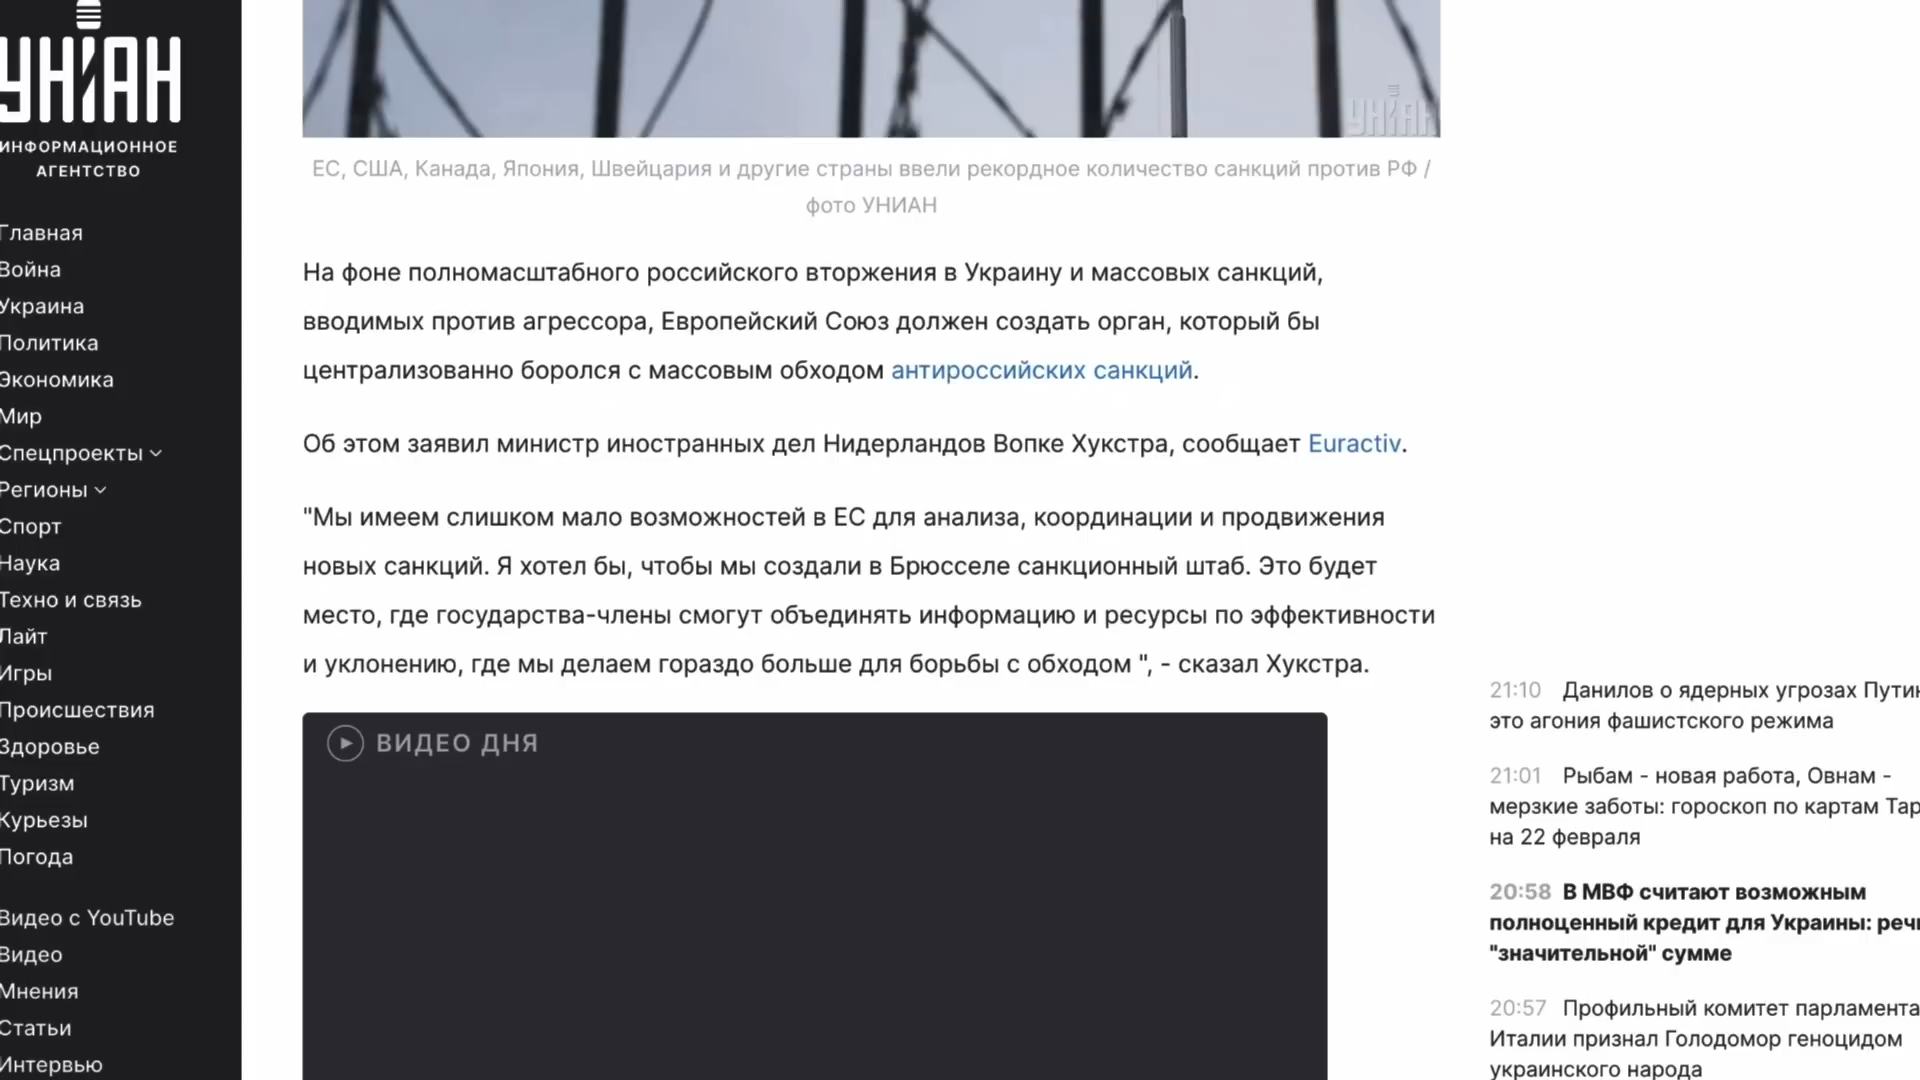 УНІАН
ИНФОРМАЦИОННОЕ
АГЕНТСТВО
Главная
Война
Украина
Политика
Экономика
Мир
Спецпроекты
Регионы
Спорт
Наука
Техно и связь
Лайт
Игры
Происшествия
Здоровье
Туризм
Курьезы
Погода
Видео с YouTube
Видео
Мнения
Статьи
Интервью
УНІАН
ЕС, США, Канада, Япония, Швейцария и другие страны ввели рекордное количество санкций против РФ /
фото УНИАН
На фоне полномасштабного российского вторжения в Украину и массовых санкций,
вводимых против агрессора, Европейский Союз должен создать орган, который бы
централизованно боролся с массовым обходом антироссийских санкций.
Об этом заявил министр иностранных дел Нидерландов Вопке Хукстра, сообщает Euractiv.
"Мы имеем слишком мало возможностей в ЕС для анализа, координации и продвижения
новых санкций. Я хотел бы, чтобы мы создали в Брюсселе санкционный штаб. Это будет
место, где государства-члены смогут объединять информацию и ресурсы по эффективности
и уклонению, где мы делаем гораздо больше для борьбы с обходом ", - сказал Хукстра.
ВИДЕО ДНЯ
21:10 Данилов о ядерных угрозах
это агония фашистского режима
21:01 Рыбам - новая работа, Овнам -
мерзкие заботы: гороскоп по картам
на 22 февраля
20:58 В МВФ считают возможным
полноценный кредит для Украины:
"значительной" сумме
20:57 Профильный комитет парламента
Италии признал Голодомор геноцидом
украинского народа